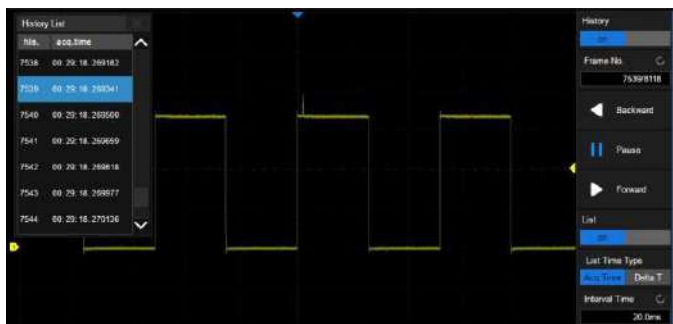 History List
his. acq.time
7538 00:29:18.269182
7539 00:29:18.269341
7540 00:29:18.269500
7541 00:29:18.269659
7542 00:29:18.269818
7543 00:29:18.269977
7544 00:29:18.270136
History
on
Frame No.
7539/8118
Backward
Pause
Forward
List
on
List Time Type
Acq Time Delta T
Interval Time
20.0ms